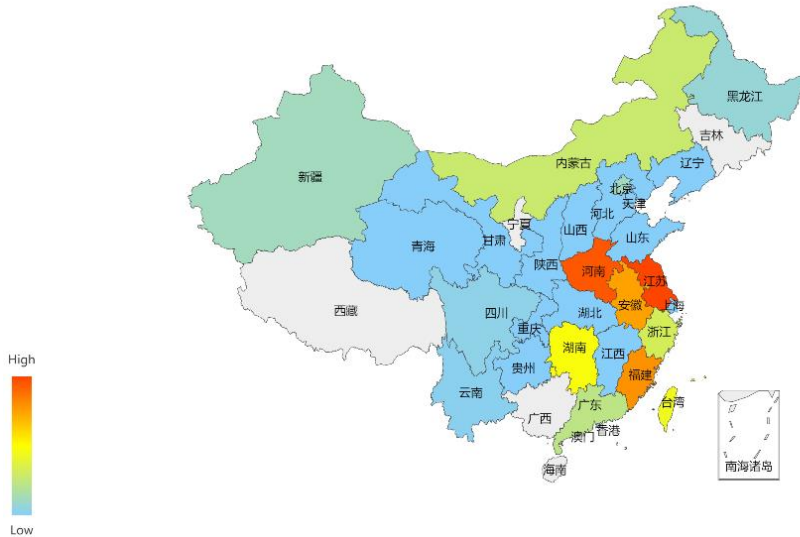 黑龙江
吉林
内蒙古
辽宁
新疆
北京
天津
河北
宁夏
山西
山东
甘肃
青海
陕西
河南
江苏
西藏
安徽
上海
四川
湖北
重庆
浙江
湖南
江西
贵州
福建
High
云南
台湾
广东
广西
香港
澳门
南海诸岛
海南
Low